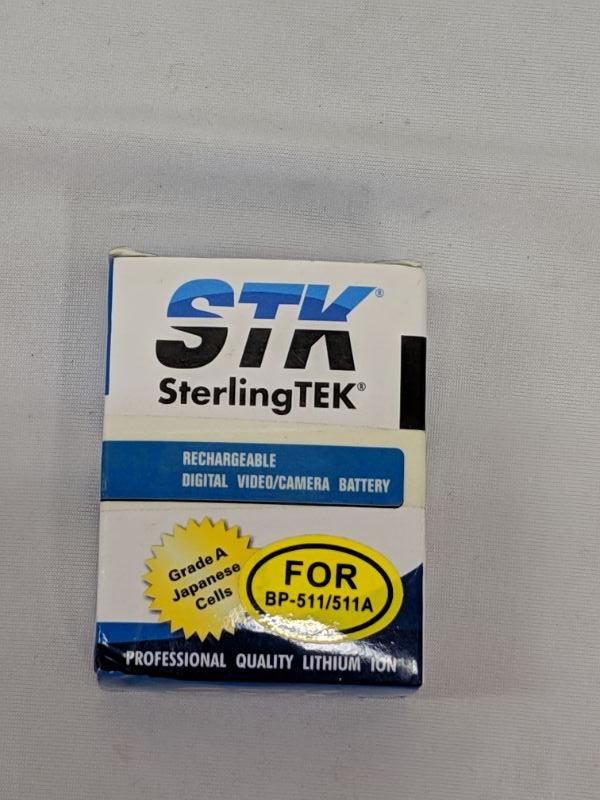 STK®
SterlingTEK®
RECHARGEABLE
DIGITAL VIDEO/CAMERA BATTERY
Grade A
Japanese
Cells
FOR
BP-511/511A
PROFESSIONAL QUALITY LITHIUM ION